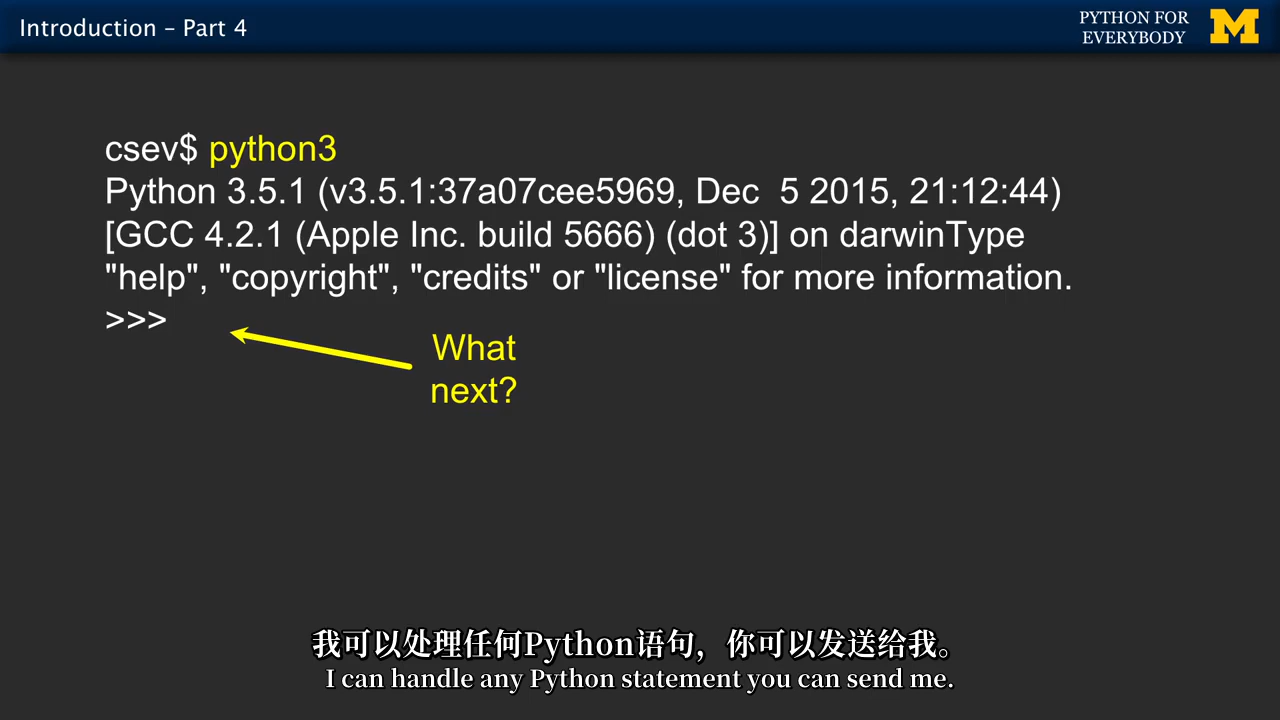 Introduction – Part 4
PYTHON FOR
EVERYBODY
M
csev$ python3
Python 3.5.1 (v3.5.1:37a07cee5969, Dec  5 2015, 21:12:44)
[GCC 4.2.1 (Apple Inc. build 5666) (dot 3)] on darwinType
"help", "copyright", "credits" or "license" for more information.
>>>
What
next?
我可以处理任何Python语句，你可以发送给我。
I can handle any Python statement you can send me.